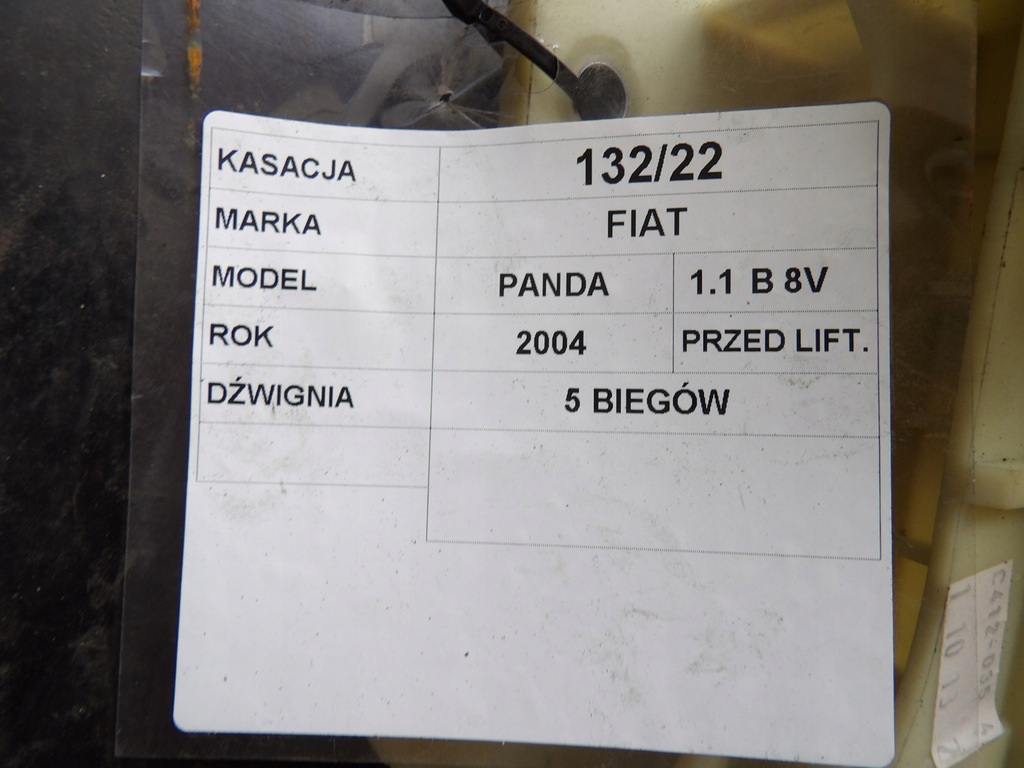 KASACJA 132/22
MARKA FIAT
MODEL PANDA 1.1 B 8V
ROK 2004 PRZED LIFT.
DŹWIGNIA 5 BIEGÓW